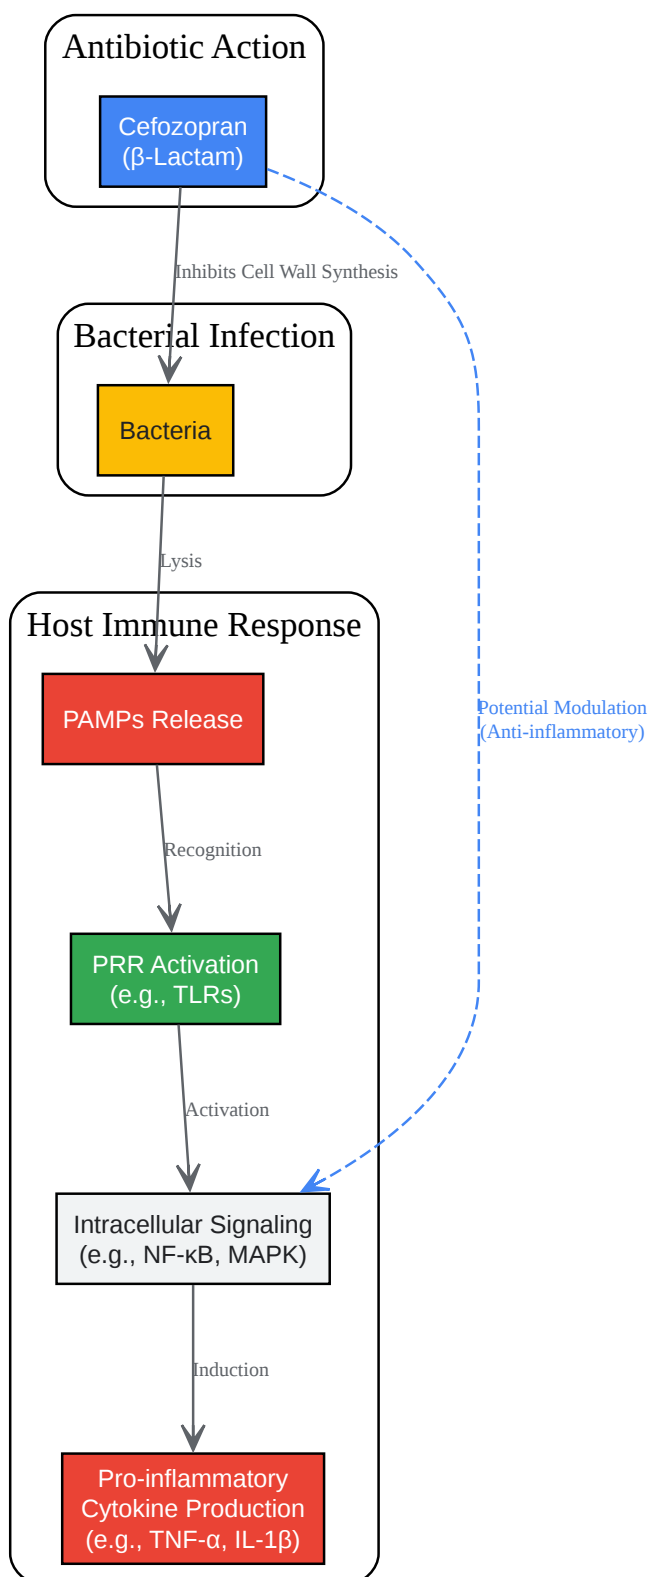 Antibiotic Action
Cefozopran
(β-Lactam)
Inhibits Cell Wall Synthesis
Bacterial Infection
Bacteria
Lysis
Host Immune Response
PAMPs Release
Potential Modulation
(Anti-inflammatory)
Recognition
PRR Activation
(e.g., TLRs)
Activation
Intracellular Signaling
(e.g., NF-κB, MAPK)
Induction
Pro-inflammatory
Cytokine Production
(e.g., TNF-α, IL-1β)